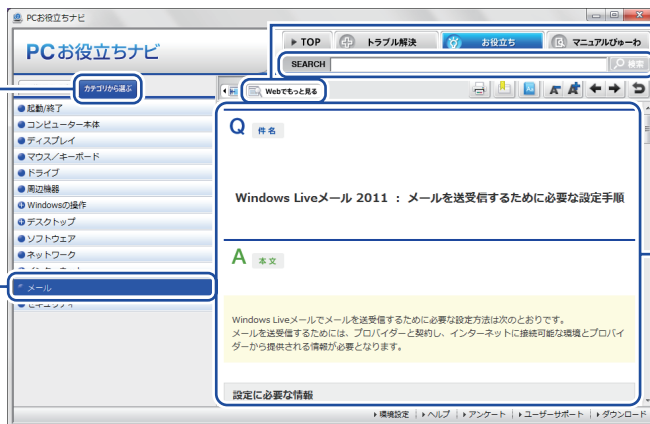 PCお役立ちナビ
PCお役立ちナビ
TOP
トラブル解決
お役立ち
マニュアルびゅーわ
SEARCH
検索
カテゴリから選ぶ
Webでもっと見る
起動/終了
コンピューター本体
ディスプレイ
マウス/キーボード
ドライブ
周辺機器
Windowsの操作
デスクトップ
ソフトウェア
ネットワーク
メール
セキュリティ
Q 件名
Windows Liveメール 2011 : メールを送受信するために必要な設定手順
A 本文
Windows Liveメールでメールを送受信するために必要な設定方法は次のとおりです。
メールを送受信するためには、プロバイダーと契約し、インターネットに接続可能な環境とプロバイ
ダーから提供される情報が必要となります。
設定に必要な情報
環境設定 | ヘルプ | アンケート | ユーザーサポート | ダウンロード